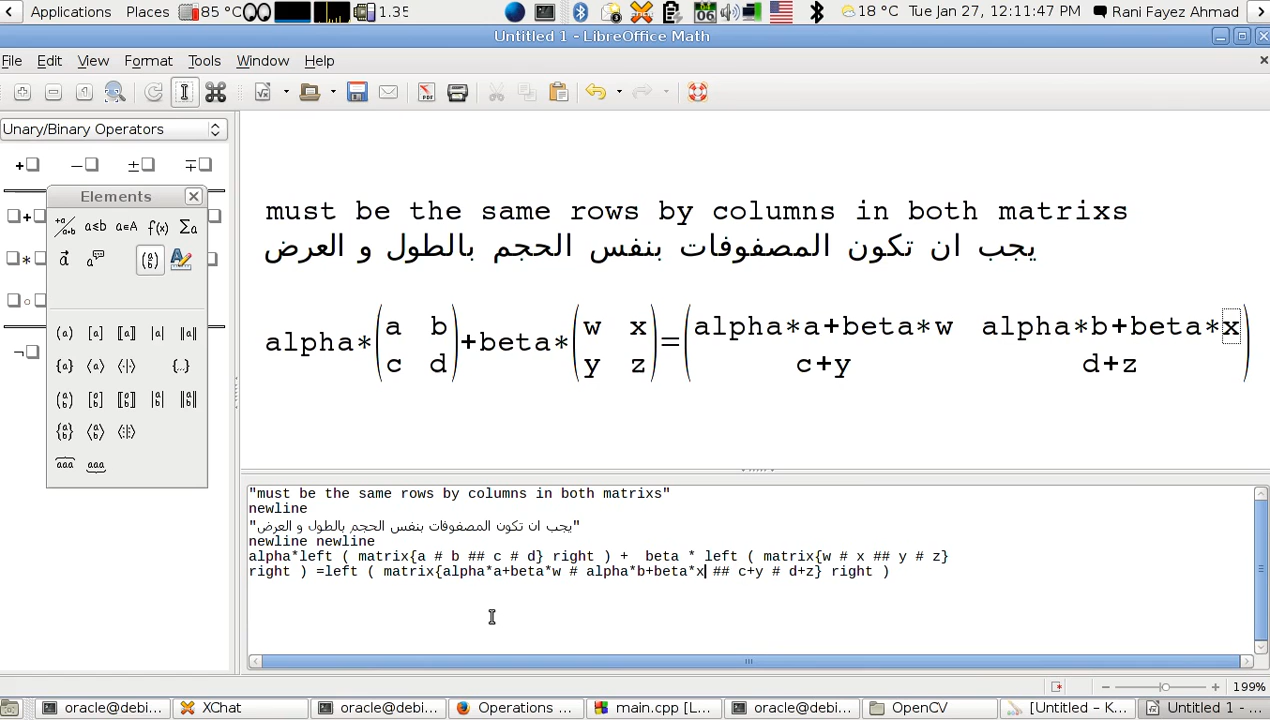 Applications Places 85 °C 1.35 06 18 °C Tue Jan 27, 12:11:47 Rani Fayez Ahmad
Untitled 1 - LibreOffice Math
File Edit View Format Tools Window Help
Unary/Binary Operators
Elements
must be the same rows by columns in both matrixs
يجب ان تكون المصفوفات بنفس الحجم بالطول و العرض
alpha*(a b c d)+beta*(w x y z)=(alpha*a+beta*w alpha*b+beta*x c+y d+z)
"must be the same rows by columns in both matrixs"
newline
"يجب ان تكون المصفوفات بنفس الحجم بالطول و العرض"
newline newline
alpha*left ( matrix{a # b ## c # d} right ) + beta * left ( matrix{w # x ## y # z}
right ) =left ( matrix{alpha*a+beta*w # alpha*b+beta*x ## c+y # d+z} right )
199%
oracle@debi... XChat oracle@debi... Operations ... main.cpp [L... oracle@debi... OpenCV [Untitled – K... Untitled 1 - ...